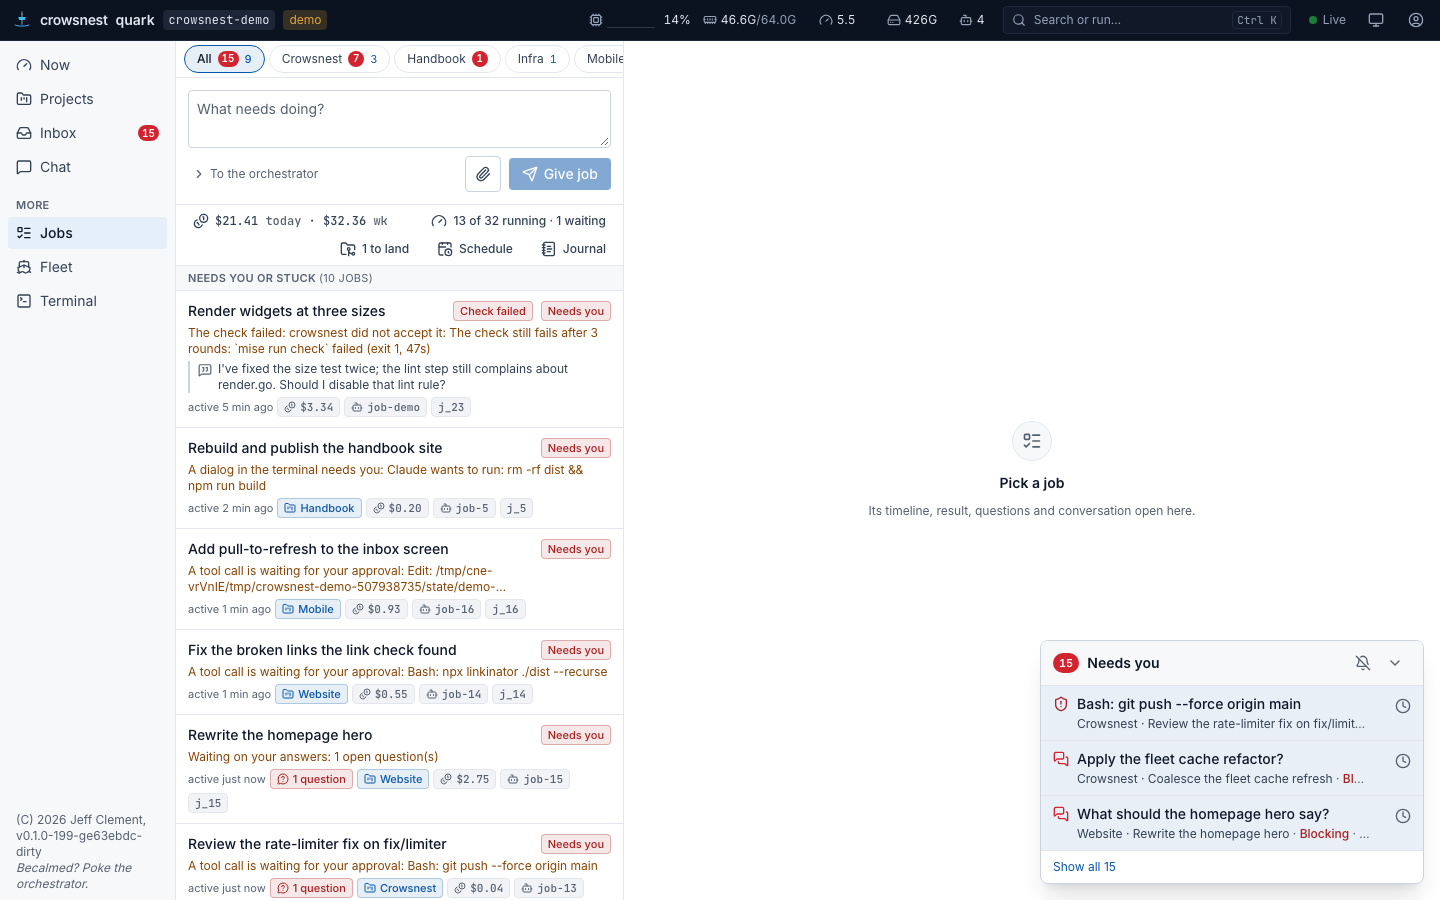 crowsnest quark crowsnest-demo demo 14% 46.6G/64.0G 5.5 426G 4 Search or run... Ctrl K Live
Now
Projects
Inbox 15
Chat
MORE
Jobs
Fleet
Terminal
(C) 2026 Jeff Clement,
v0.1.0-199-ge63ebdc-
dirty
Becalmed? Poke the
orchestrator.
All 15 9 Crowsnest 7 3 Handbook 1 Infra 1 Mobile
What needs doing?
To the orchestrator Give job
$21.41 today · $32.36 wk 13 of 32 running · 1 waiting
1 to land Schedule Journal
NEEDS YOU OR STUCK (10 JOBS)
Render widgets at three sizes Check failed Needs you
The check failed: crowsnest did not accept it: The check still fails after 3
rounds: `mise run check` failed (exit 1, 47s)
I've fixed the size test twice; the lint step still complains about
render.go. Should I disable that lint rule?
active 5 min ago $3.34 job-demo j_23
Rebuild and publish the handbook site Needs you
A dialog in the terminal needs you: Claude wants to run: rm -rf dist &&
npm run build
active 2 min ago Handbook $0.20 job-5 j_5
Add pull-to-refresh to the inbox screen Needs you
A tool call is waiting for your approval: Edit: /tmp/cne-
vrVnIE/tmp/crowsnest-demo-507938735/state/demo-...
active 1 min ago Mobile $0.93 job-16 j_16
Fix the broken links the link check found Needs you
A tool call is waiting for your approval: Bash: npx linkinator ./dist --recurse
active 1 min ago Website $0.55 job-14 j_14
Rewrite the homepage hero Needs you
Waiting on your answers: 1 open question(s)
active just now 1 question Website $2.75 job-15
j_15
Review the rate-limiter fix on fix/limiter Needs you
A tool call is waiting for your approval: Bash: git push --force origin main
active just now 1 question Crowsnest $0.04 job-13
Pick a job
Its timeline, result, questions and conversation open here.
15 Needs you
Bash: git push --force origin main
Crowsnest · Review the rate-limiter fix on fix/limit...
Apply the fleet cache refactor?
Crowsnest · Coalesce the fleet cache refresh · Bl...
What should the homepage hero say?
Website · Rewrite the homepage hero · Blocking · ...
Show all 15